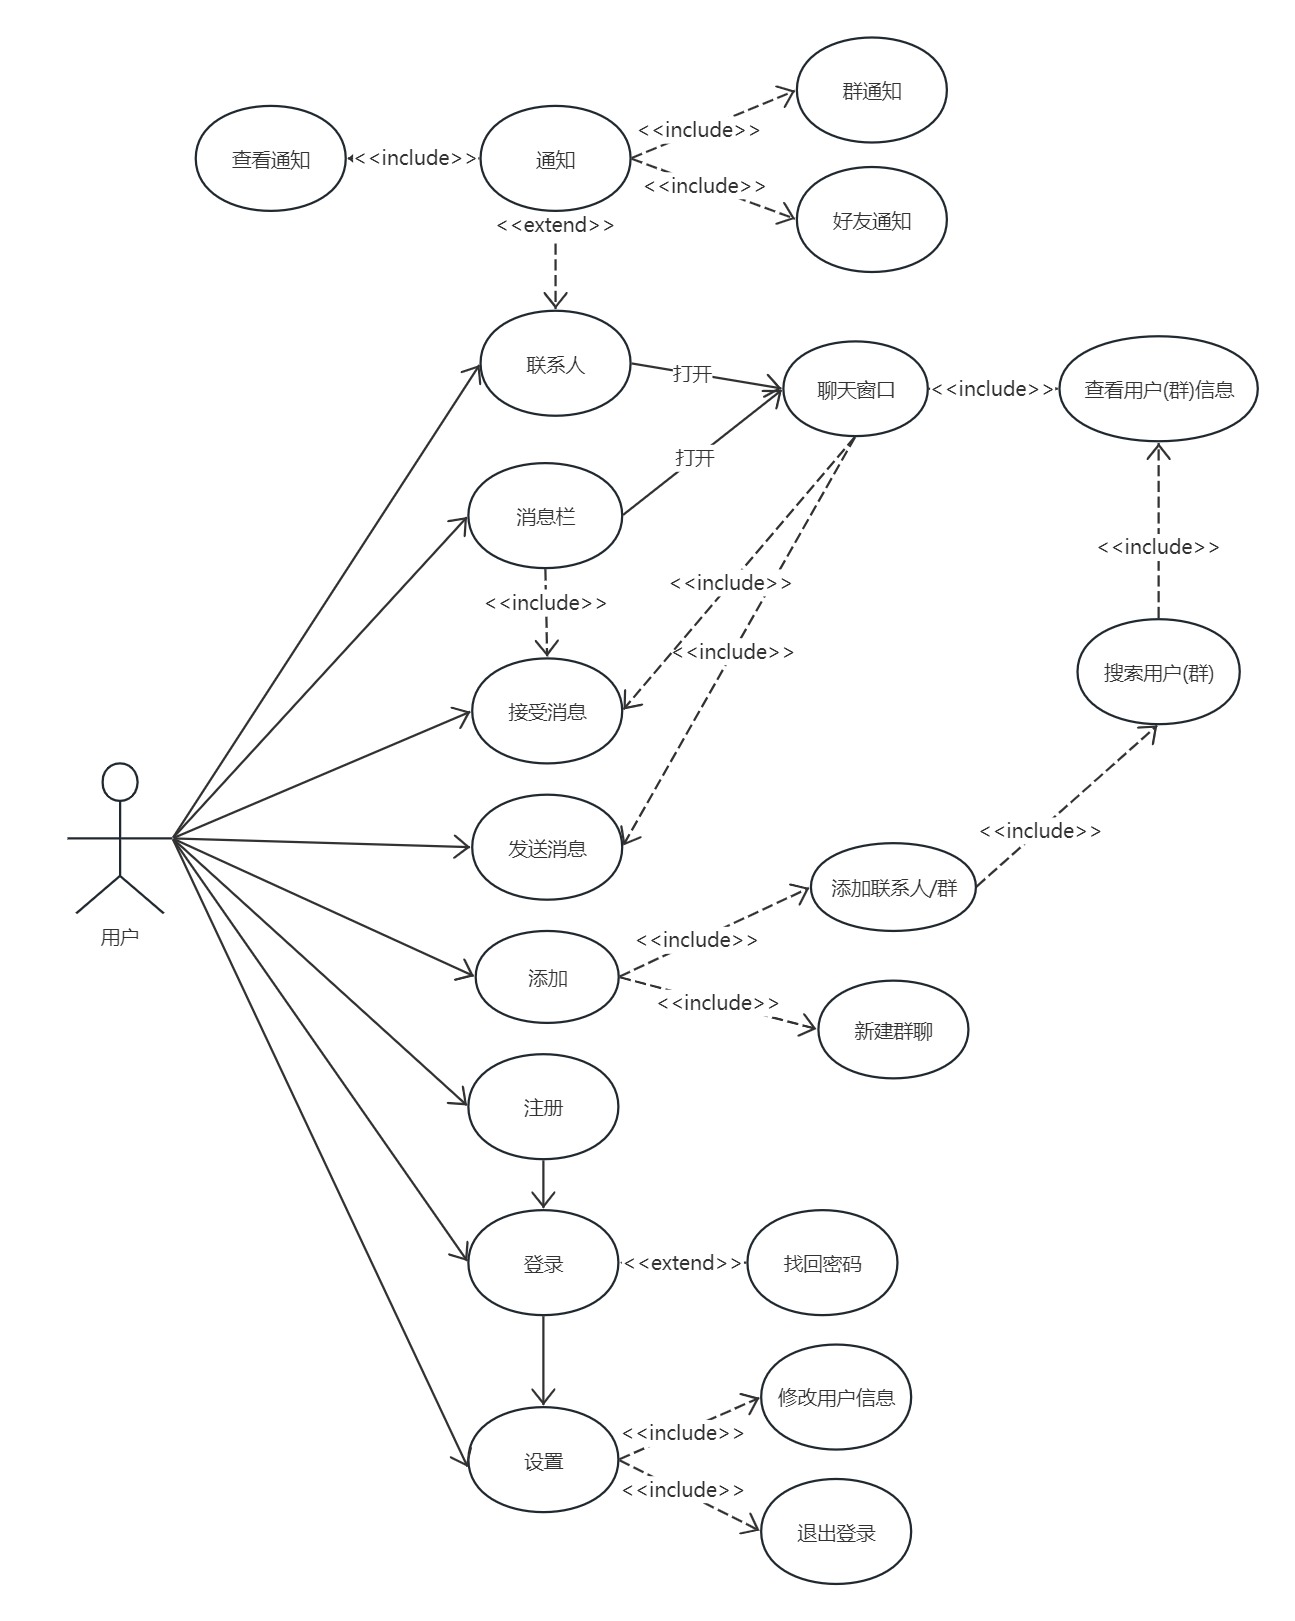 群通知
<<include>>
查看通知
<<include>>
通知
<<include>>
好友通知
<<extend>>
联系人
打开
聊天窗口
<<include>>
查看用户(群)信息
打开
消息栏
<<include>>
<<include>>
<<include>>
<<include>>
搜索用户(群)
接受消息
<<include>>
发送消息
添加联系人/群
用户
<<include>>
添加
<<include>>
新建群聊
注册
登录
<<extend>>
找回密码
修改用户信息
<<include>>
设置
<<include>>
退出登录